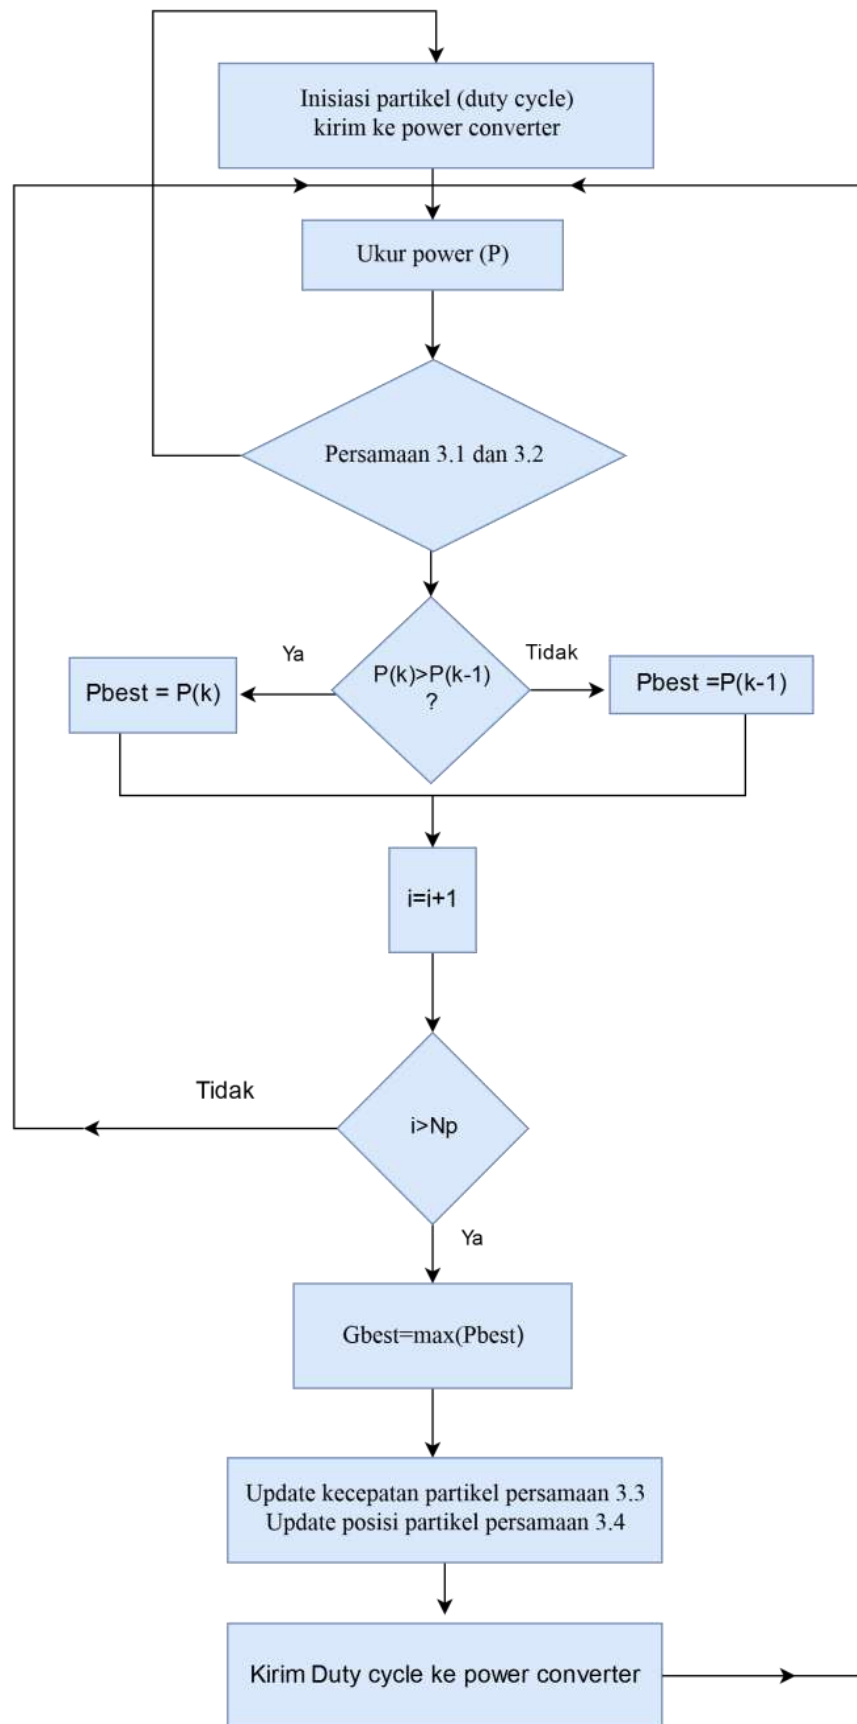 Inisiasi partikel (duty cycle)
kirim ke power converter
Ukur power (P)
Persamaan 3.1 dan 3.2
Ya
P(k)>P(k-1)
?
Tidak
Pbest = P(k)
Pbest =P(k-1)
i=i+1
Tidak
i>Np
Ya
Gbest=max(Pbest)
Update kecepatan partikel persamaan 3.3
Update posisi partikel persamaan 3.4
Kirim Duty cycle ke power converter